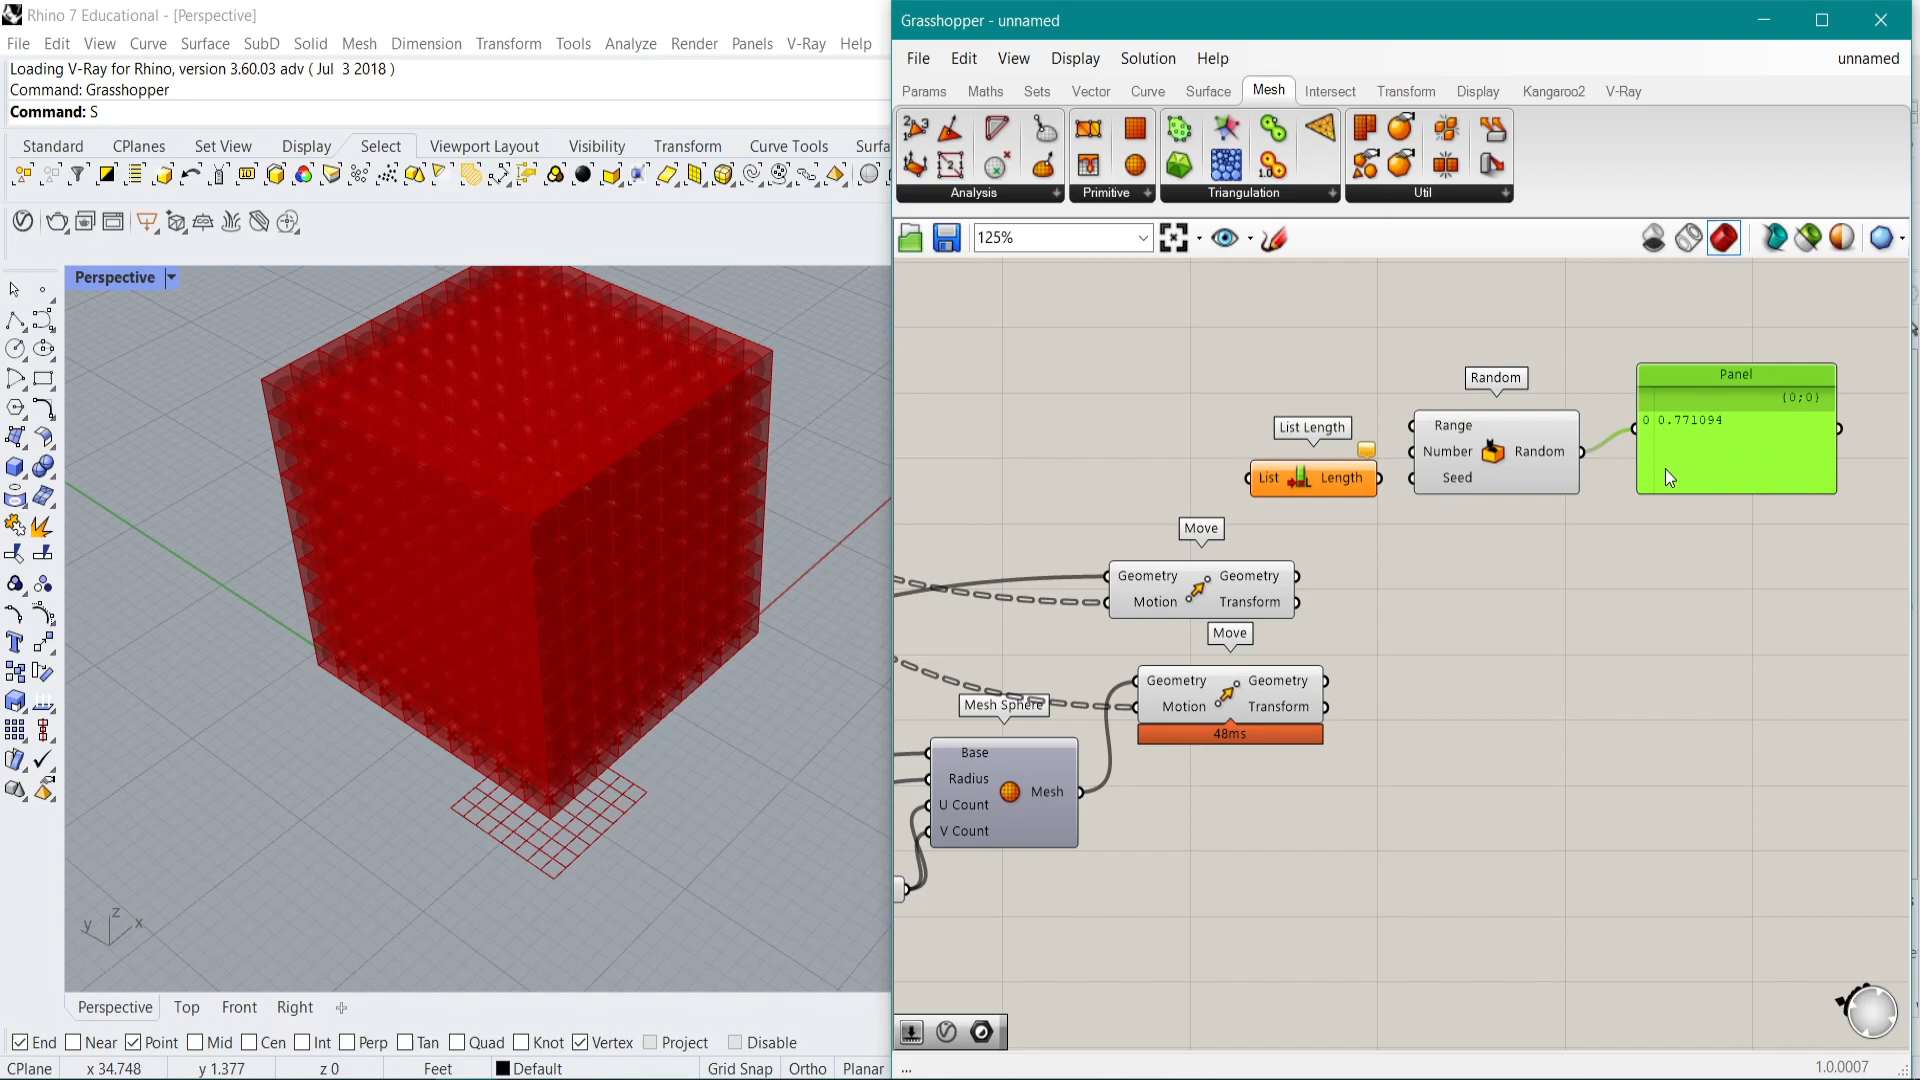 Rhino 7 Educational - [Perspective]
File Edit View Curve Surface SubD Solid Mesh Dimension Transform Tools Analyze Render Panels V-Ray Help
Loading V-Ray for Rhino, version 3.60.03 adv ( Jul 3 2018 )
Command: Grasshopper
Command: S
Standard CPlanes Set View Display Select Viewport Layout Visibility Transform Curve Tools Surfa
Perspective
z
y x
Perspective Top Front Right
End Near Point Mid Cen Int Perp Tan Quad Knot Vertex Project Disable
CPlane x 34.748 y 1.377 z 0 Feet Default Grid Snap Ortho Planar
Grasshopper - unnamed
File Edit View Display Solution Help unnamed
Params Maths Sets Vector Curve Surface Mesh Intersect Transform Display Kangaroo2 V-Ray
Analysis Primitive Triangulation Util
125%
Random
Range
Number Random
Seed
Panel
{0;0}
0 0.771094
List Length
List Length
Move
Geometry Geometry
Motion Transform
Move
Geometry Geometry
Motion Transform
48ms
Mesh Sphere
Base
Radius
Mesh
U Count
V Count
...
1.0.0007